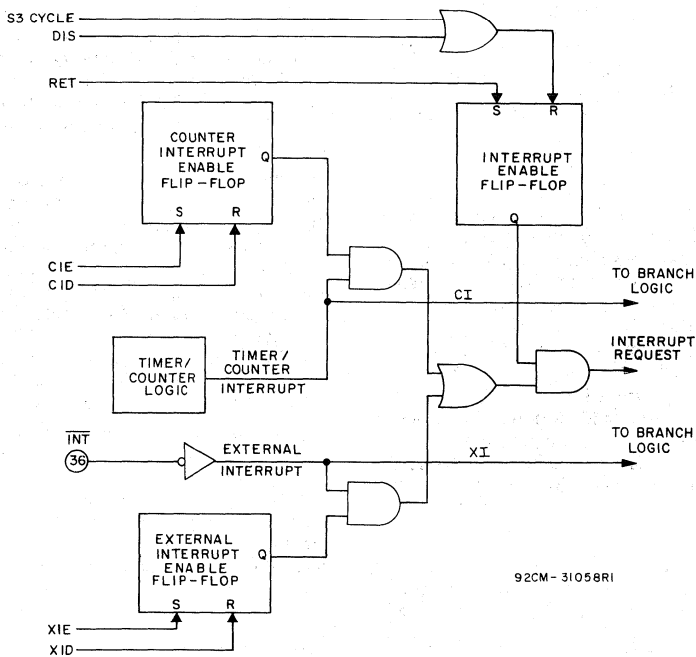 S3 CYCLE
DIS
RET
S R
INTERRUPT
ENABLE
FLIP-FLOP
Q
COUNTER
INTERRUPT
ENABLE
FLIP-FLOP
Q
S R
CIE
CID
TIMER/
COUNTER
LOGIC
TIMER/
COUNTER
INTERRUPT
CI
TO BRANCH
LOGIC
INTERRUPT
REQUEST
INT
36
EXTERNAL
INTERRUPT
XI
TO BRANCH
LOGIC
EXTERNAL
INTERRUPT
ENABLE
FLIP-FLOP
Q
S R
XIE
XID
92CM-31058R1